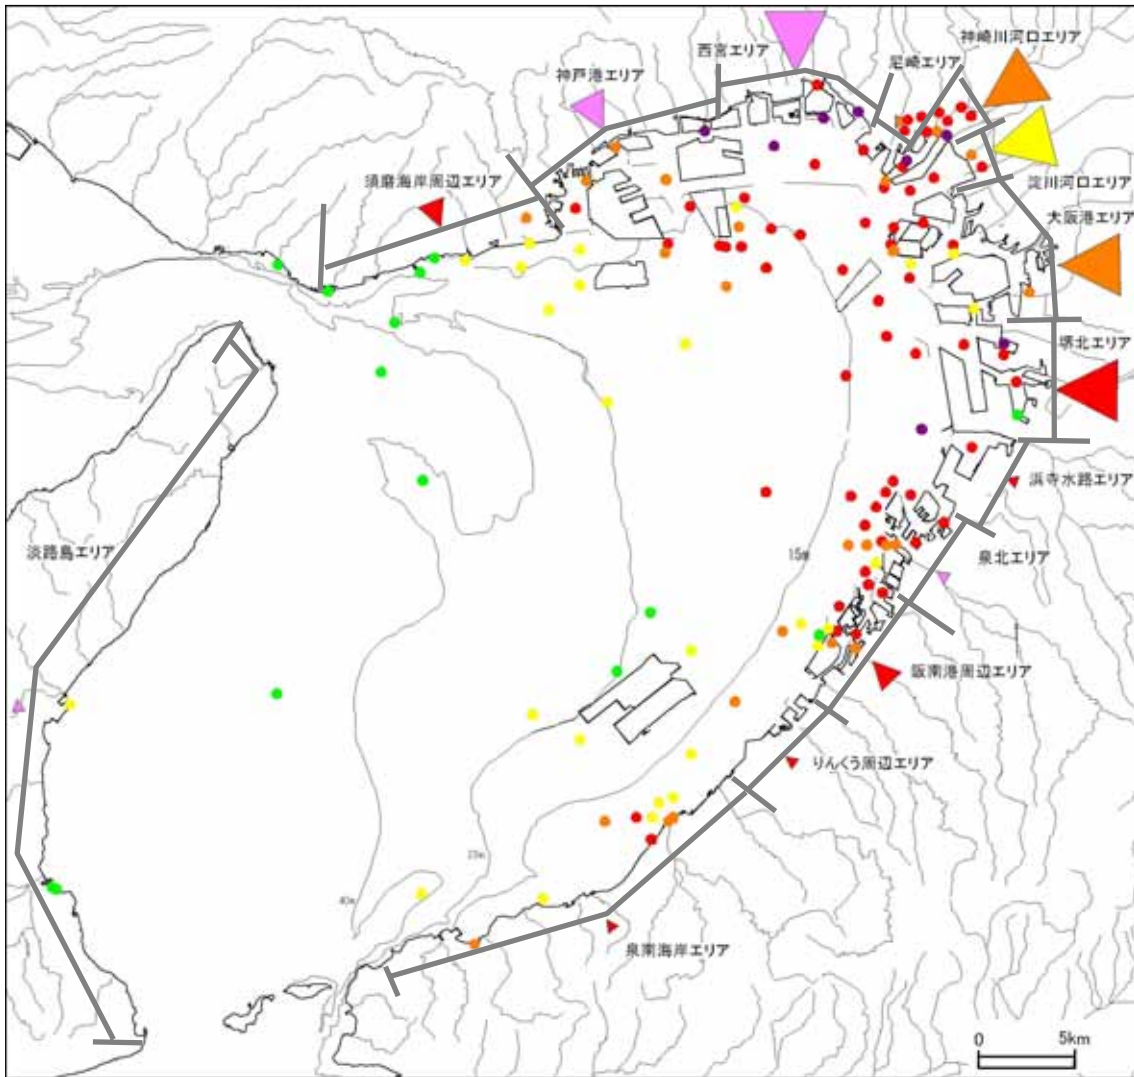 神崎川河口エリア
西宮エリア
尼崎エリア
神戸港エリア
須磨海岸周辺エリア
淀川河口エリア
大阪港エリア
堺北エリア
浜寺水路エリア
淡路島エリア
15m
泉北エリア
阪南港周辺エリア
りんくう周辺エリア
40m
泉南海岸エリア
0 5km